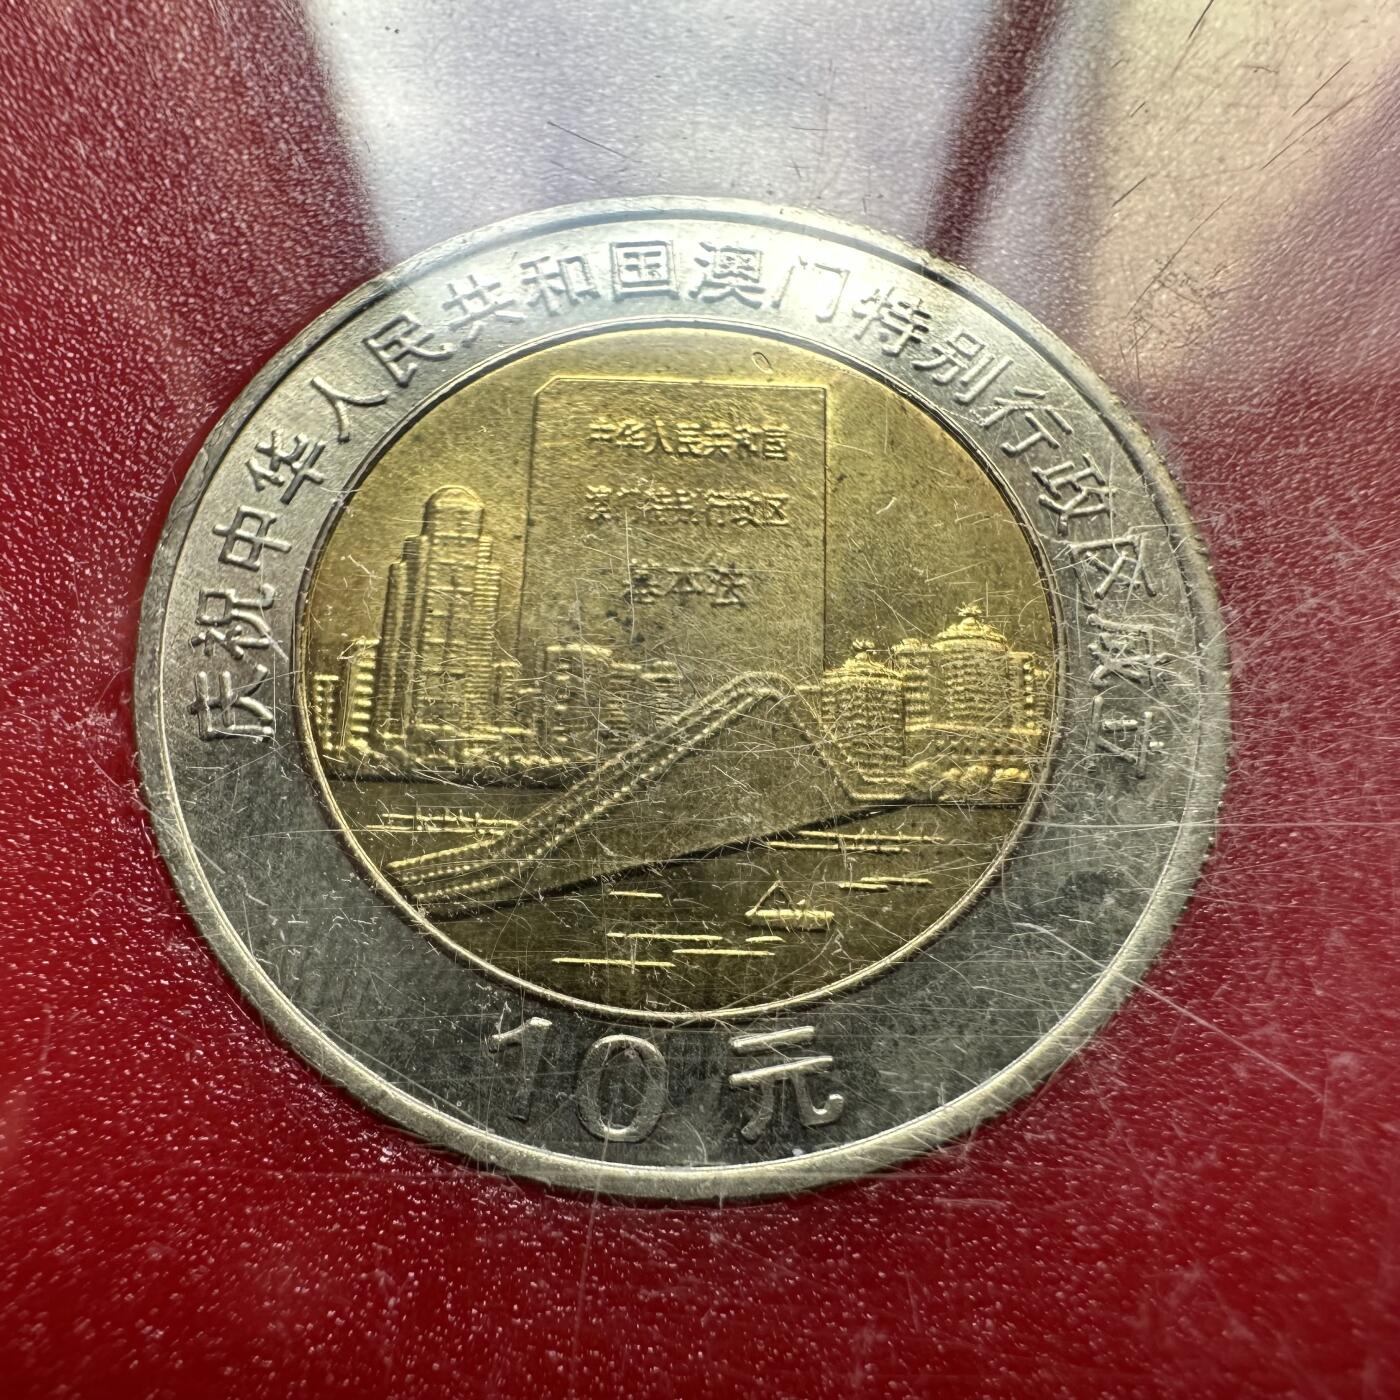 庆祝中华人民共和国澳门特别行政区成立
中华人民共和国
澳门特别行政区
基本法
10元